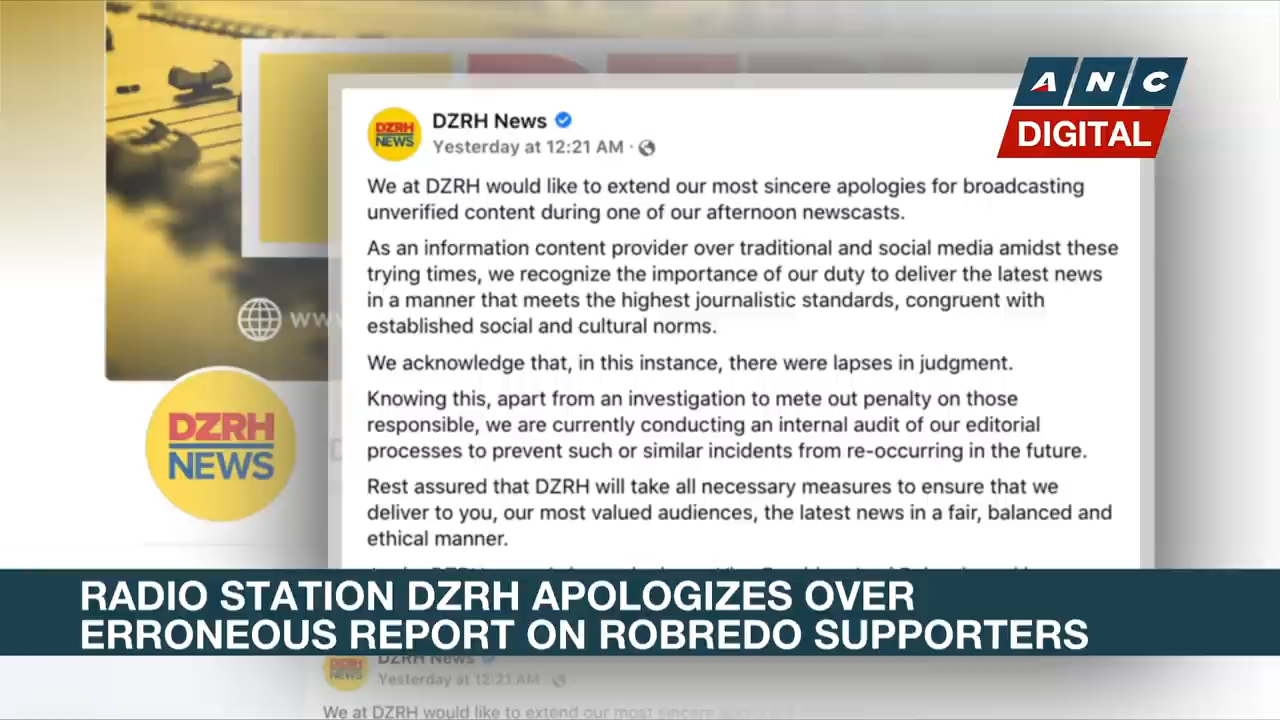 ANC
DIGITAL
DZRH
NEWS
DZRH News
Yesterday at 12:21 AM ·
We at DZRH would like to extend our most sincere apologies for broadcasting
unverified content during one of our afternoon newscasts.
As an information content provider over traditional and social media amidst these
trying times, we recognize the importance of our duty to deliver the latest news
in a manner that meets the highest journalistic standards, congruent with
established social and cultural norms.
We acknowledge that, in this instance, there were lapses in judgment.
Knowing this, apart from an investigation to mete out penalty on those
responsible, we are currently conducting an internal audit of our editorial
processes to prevent such or similar incidents from re-occurring in the future.
Rest assured that DZRH will take all necessary measures to ensure that we
deliver to you, our most valued audiences, the latest news in a fair, balanced and
ethical manner.
DZRH
NEWS
RADIO STATION DZRH APOLOGIZES OVER
ERRONEOUS REPORT ON ROBREDO SUPPORTERS
DZRH
NEWS
DZRH News
Yesterday at 12:21 AM ·
We at DZRH would like to extend our most sincere